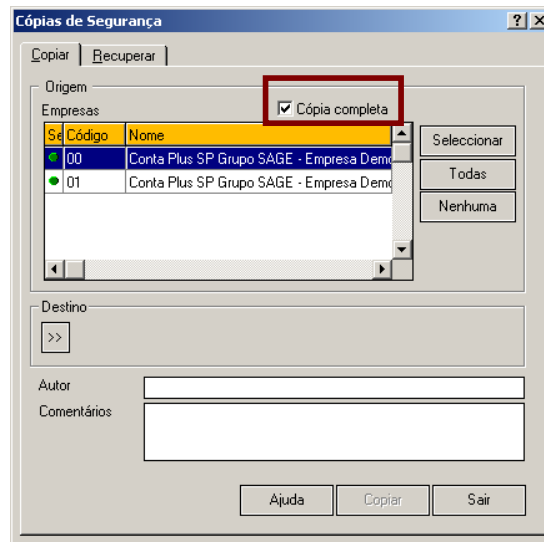 Cópias de Segurança
Copiar Recuperar
Origem
Empresas Cópia completa
Se Código Nome
00 Conta Plus SP Grupo SAGE - Empresa Demo
01 Conta Plus SP Grupo SAGE - Empresa Demo
Seleccionar
Todas
Nenhuma
Destino
>>
Autor
Comentários
Ajuda Copiar Sair